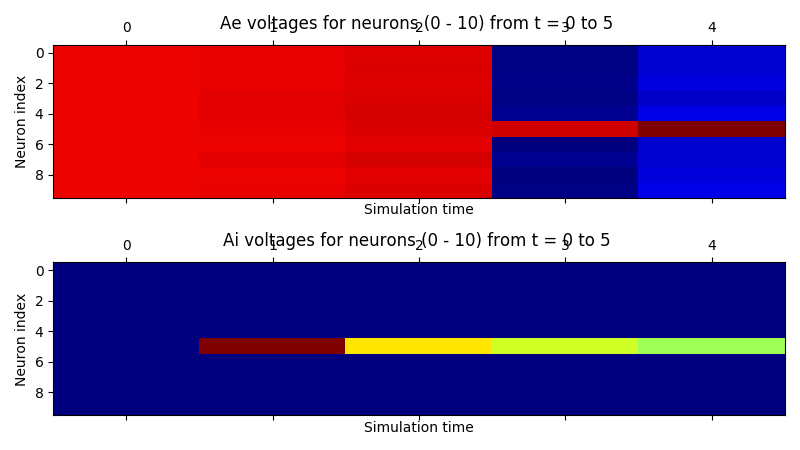 Ae voltages for neurons (0 - 10) from t = 0 to 5
0 1 2 3 4
Neuron index
0
2
4
6
8
Simulation time
Ai voltages for neurons (0 - 10) from t = 0 to 5
0 1 2 3 4
Neuron index
0
2
4
6
8
Simulation time